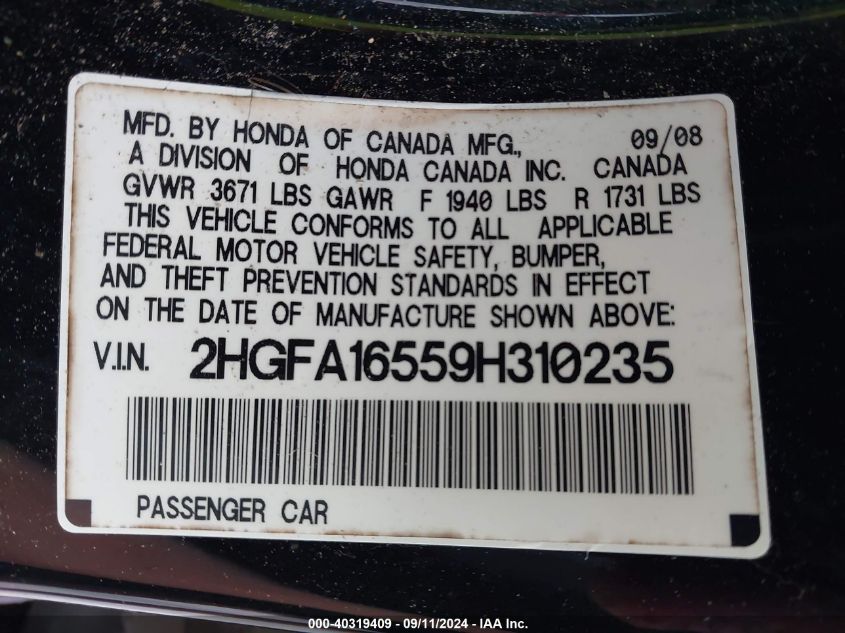 MFD. BY HONDA OF CANADA MFG., 09/08
A DIVISION OF HONDA CANADA INC. CANADA
GVWR 3671 LBS GAWR F 1940 LBS R 1731 LBS
THIS VEHICLE CONFORMS TO ALL APPLICABLE
FEDERAL MOTOR VEHICLE SAFETY, BUMPER,
AND THEFT PREVENTION STANDARDS IN EFFECT
ON THE DATE OF MANUFACTURE SHOWN ABOVE:
V.I.N. 2HGFA16559H310235
PASSENGER CAR
000-40319409 - 09/11/2024 - IAA Inc.